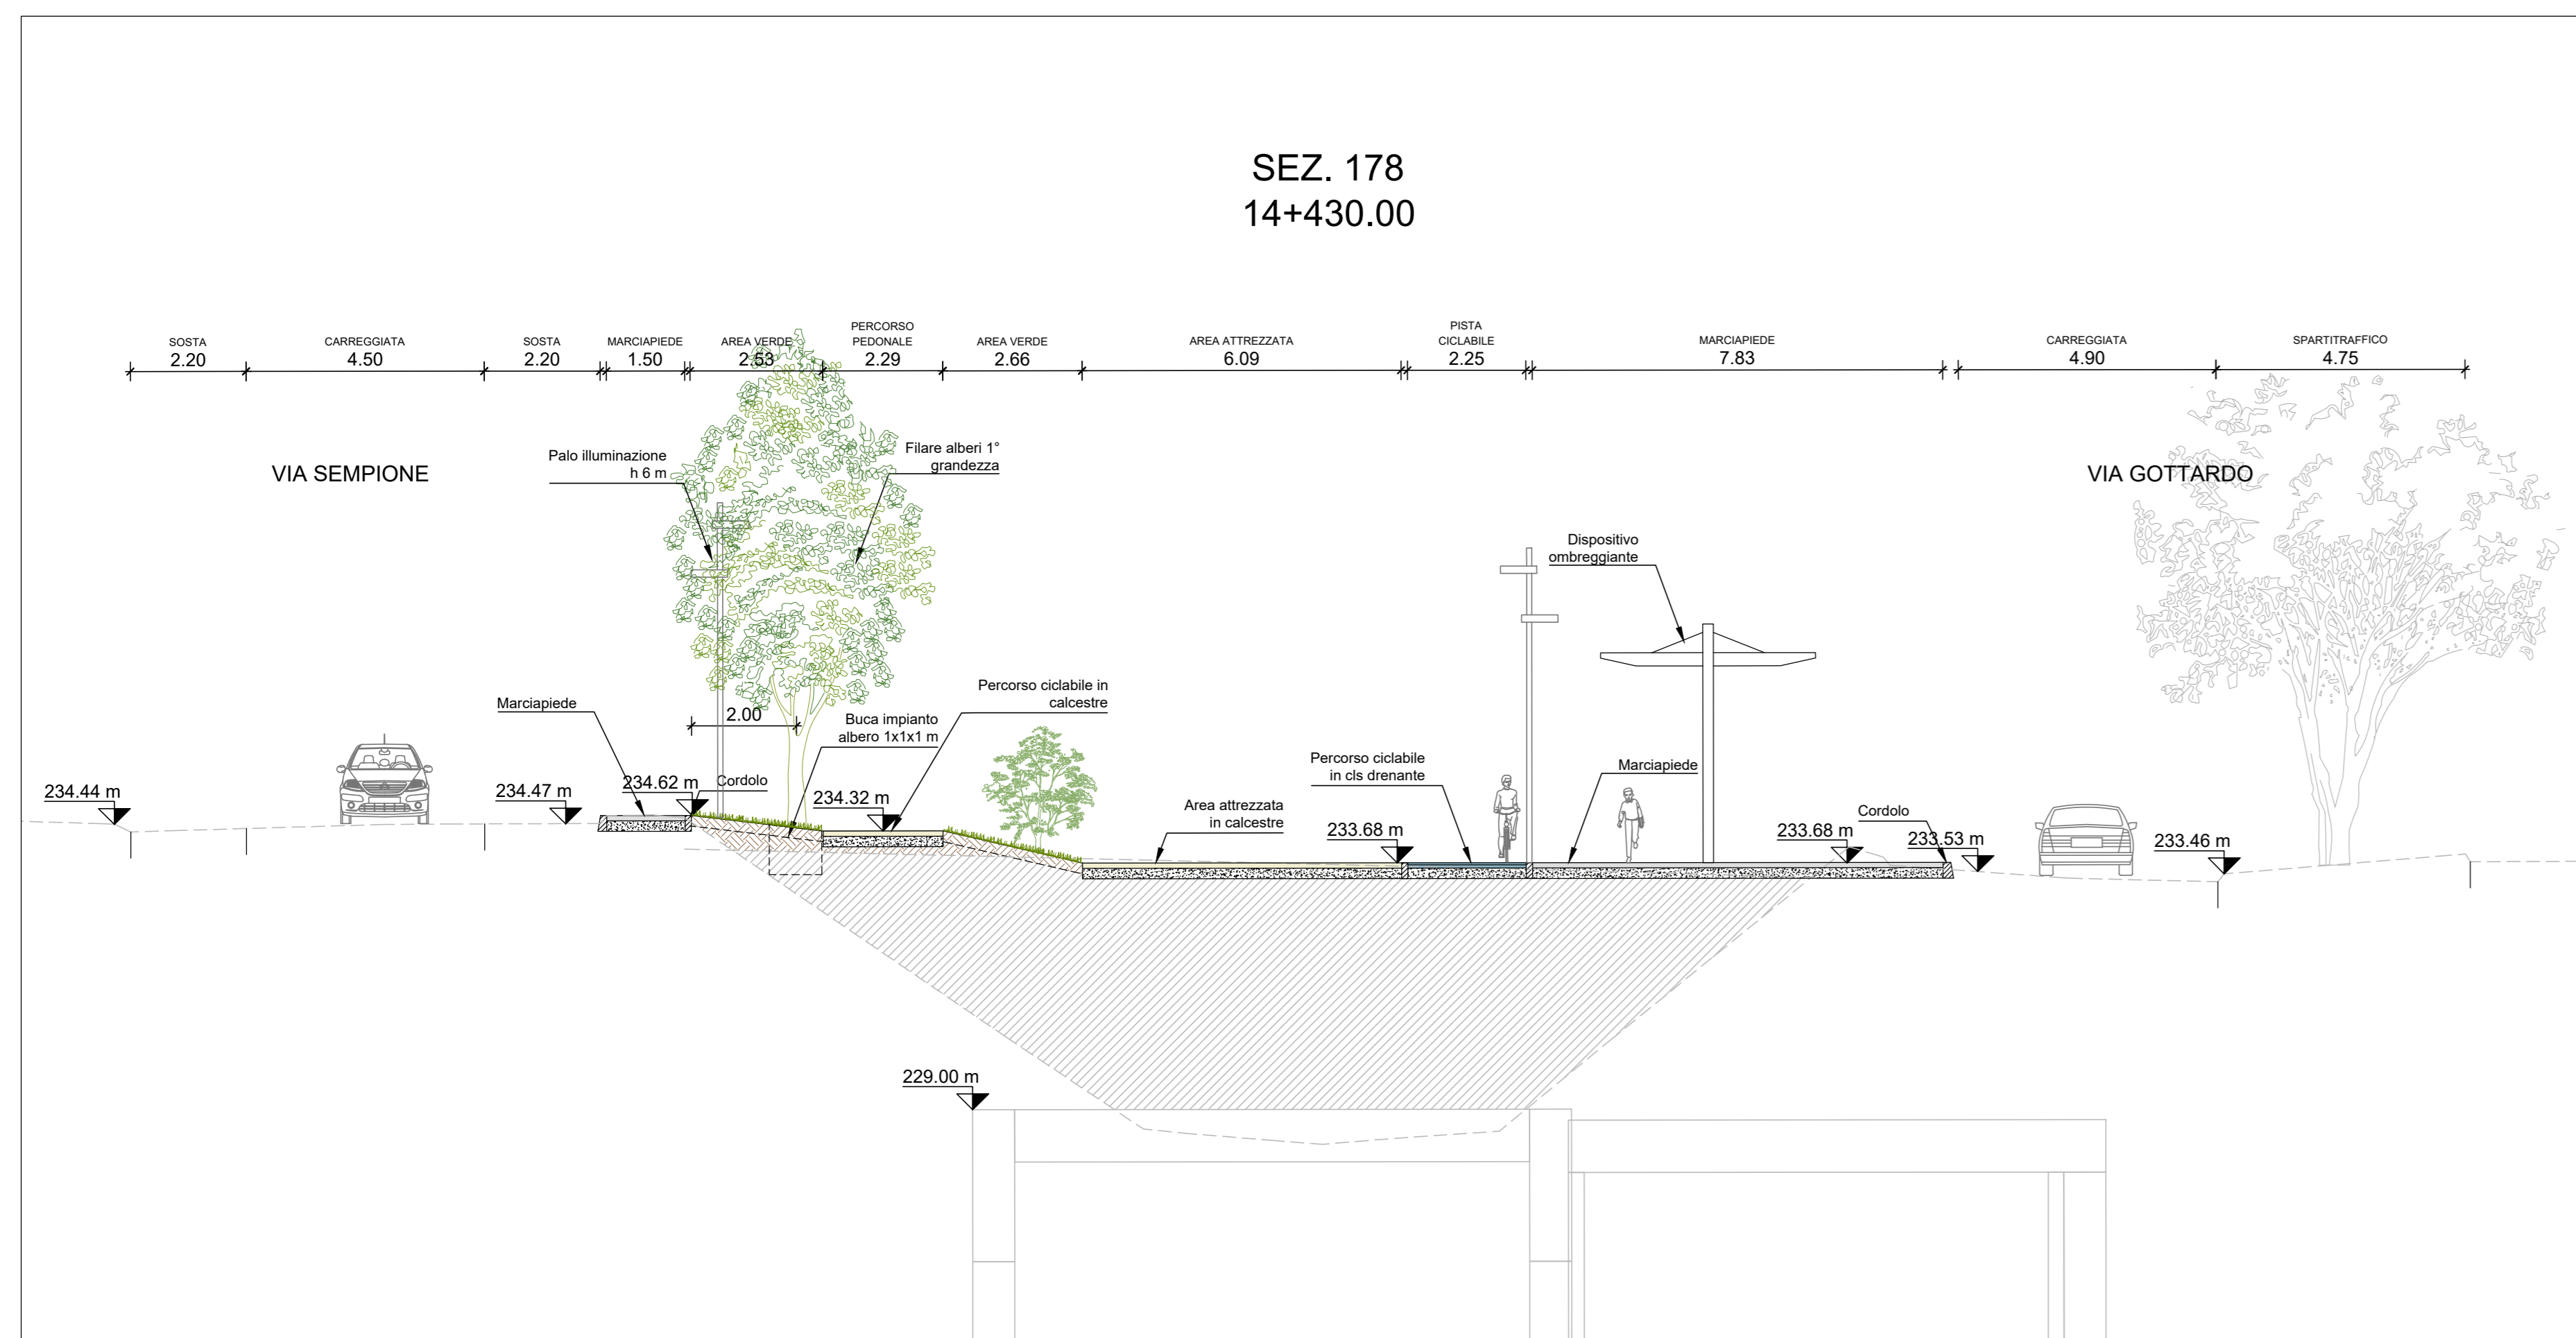 SEZ. 178
14+430.00
SOSTA
2.20
CARREGGIATA
4.50
SOSTA
2.20
MARCIAPIEDE
1.50
AREA VERDE
2.53
PERCORSO
PEDONALE
2.29
AREA VERDE
2.66
AREA ATTREZZATA
6.09
PISTA
CICLABILE
2.25
MARCIAPIEDE
7.83
CARREGGIATA
4.90
SPARTITRAFFICO
4.75
VIA SEMPIONE
Palo illuminazione
h 6 m
Filare alberi 1°
grandezza
VIA GOTTARDO
Dispositivo
ombreggiante
Marciapiede
2.00
Buca impianto
albero 1x1x1 m
Percorso ciclabile in
calcestre
Percorso ciclabile
in cls drenante
Marciapiede
234.44 m
234.47 m
234.62 m
Cordolo
234.32 m
Area attrezzata
in calcestre
233.68 m
233.68 m
Cordolo
233.53 m
233.46 m
229.00 m